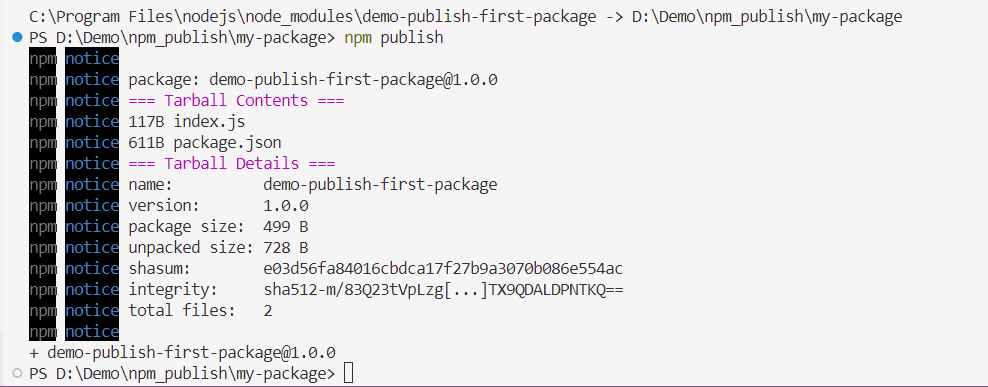 C:\Program Files\nodejs\node_modules\demo-publish-first-package -> D:\Demo\npm_publish\my-package
PS D:\Demo\npm_publish\my-package> npm publish
npm notice
npm notice package: demo-publish-first-package@1.0.0
npm notice === Tarball Contents ===
npm notice 117B index.js
npm notice 611B package.json
npm notice === Tarball Details ===
npm notice name:          demo-publish-first-package
npm notice version:       1.0.0
npm notice package size:  499 B
npm notice unpacked size: 728 B
npm notice shasum:        e03d56fa84016cbdca17f27b9a3070b086e554ac
npm notice integrity:     sha512-m/83Q23tVpLzg[...]TX9QDALDPNTKQ==
npm notice total files:   2
npm notice
+ demo-publish-first-package@1.0.0
PS D:\Demo\npm_publish\my-package>